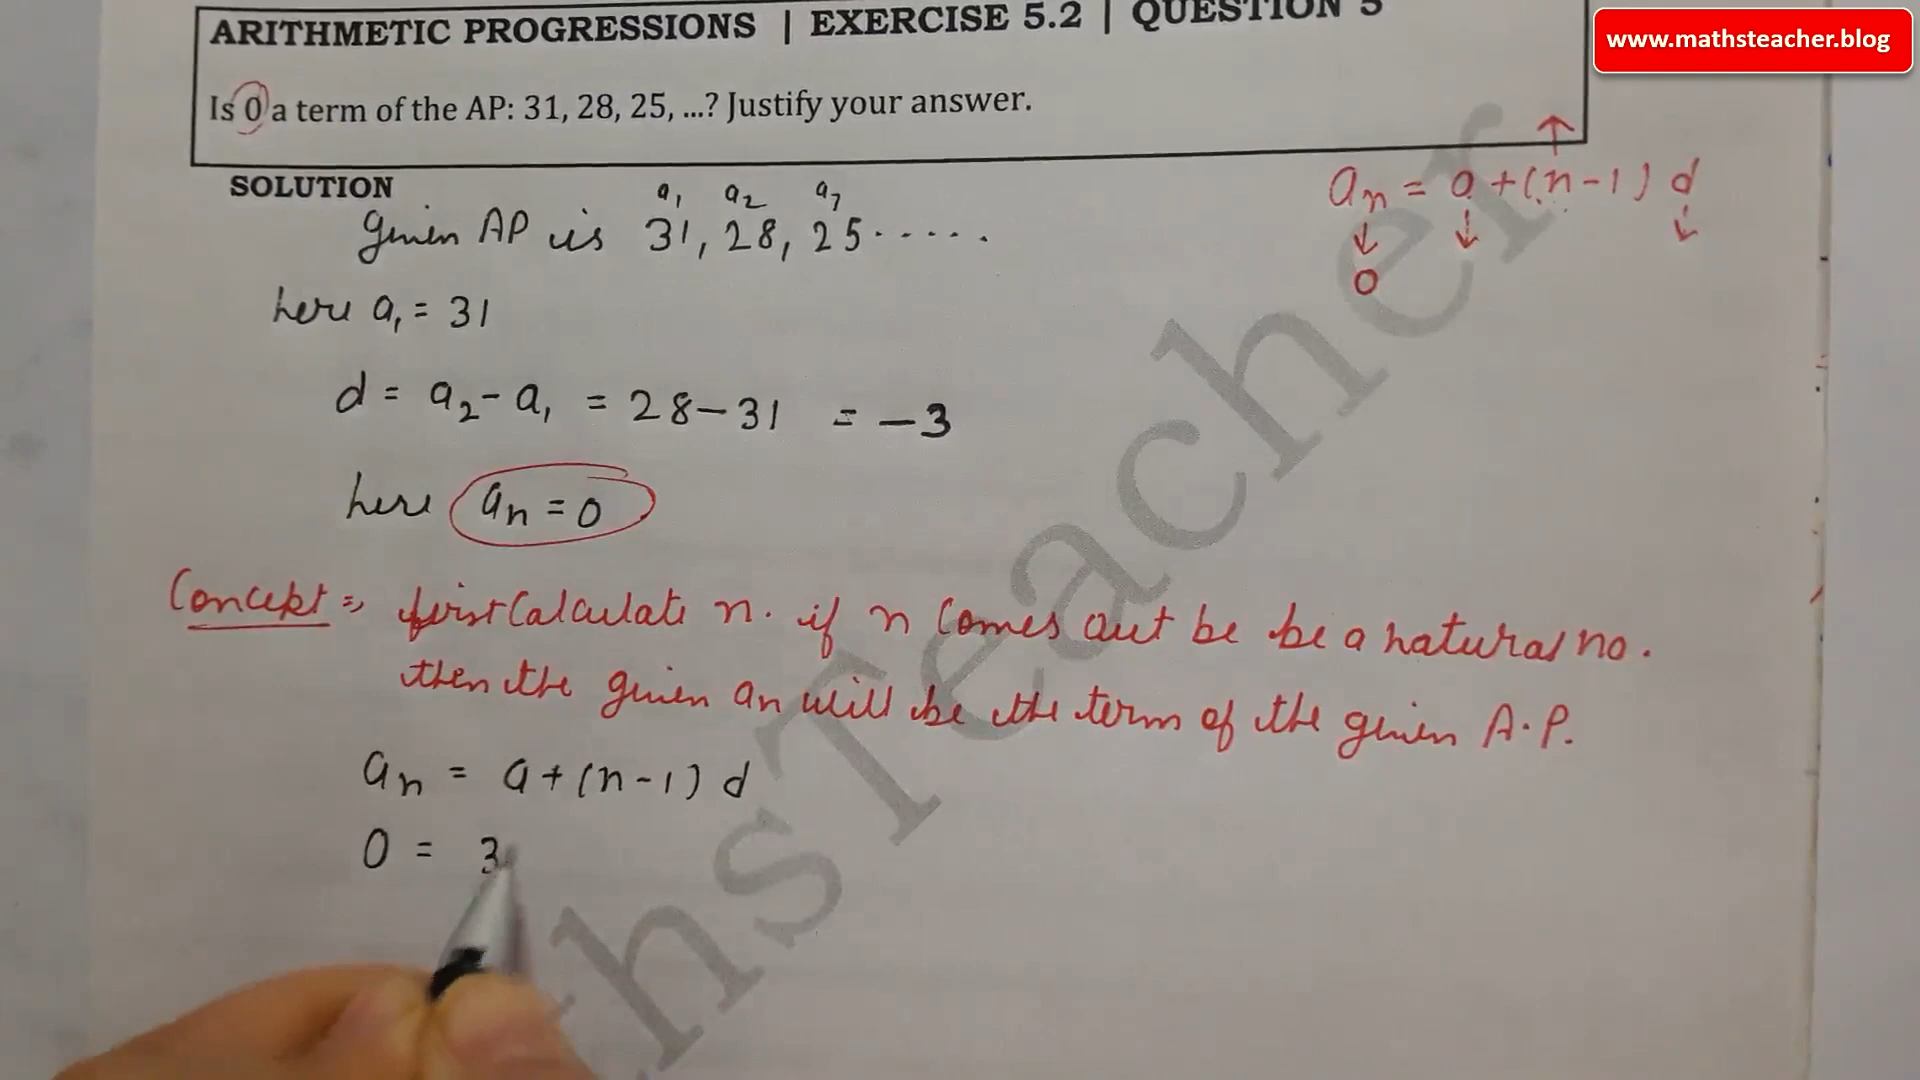 ARITHMETIC PROGRESSIONS | EXERCISE 5.2 | QUESTION 5
www.mathsteacher.blog
Is 0 a term of the AP: 31, 28, 25, ...? Justify your answer.
SOLUTION
a1 a2 a3
given AP is 31, 28, 25......
an = a+(n-1) d
0
here a1 = 31
d = a2 - a1 = 28-31 = -3
here an = 0
Concept => first Calculate n. if n Comes out be be a natural no.
then the given an will be the term of the given A.P.
an = a+(n-1) d
0 = 3
MathsTeacher